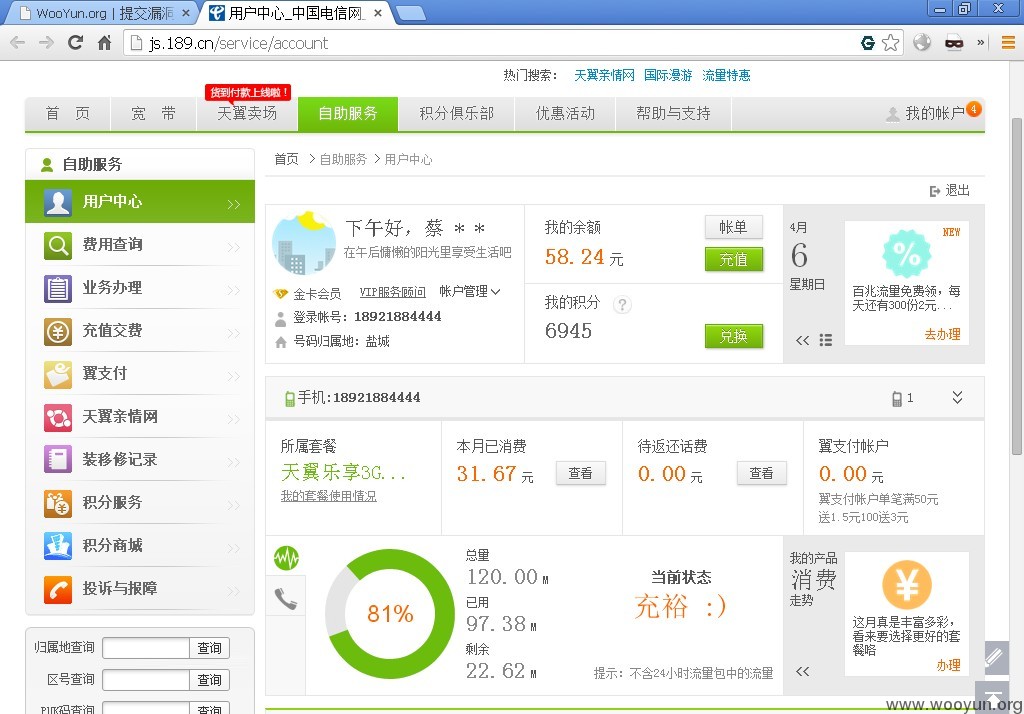 WooYun.org | 提交漏洞
用户中心_中国电信网_
js.189.cn/service/account
热门搜索： 天翼亲情网 国际漫游 流量特惠
货到付款上线啦！
首 页 宽 带 天翼卖场 自助服务 积分俱乐部 优惠活动 帮助与支持 我的帐户 4
自助服务
用户中心
费用查询
业务办理
充值交费
翼支付
天翼亲情网
装移修记录
积分服务
积分商城
投诉与报障
归属地查询 查询
区号查询 查询
PUK码查询 查询
首页 > 自助服务 > 用户中心
退出
下午好，蔡 * *
在午后慵懒的阳光里享受生活吧
金卡会员 VIP服务顾问 帐户管理
登录帐号：18921884444
号码归属地：盐城
我的余额 帐单
58.24 元 充值
我的积分 ?
6945 兑换
4月
6
星期日
NEW
%
百兆流量免费领，每
天还有300份2元...
去办理
手机:18921884444 1
所属套餐
天翼乐享3G...
我的套餐使用情况
本月已消费
31.67 元 查看
待返还话费
0.00 元 查看
翼支付帐户
0.00 元
翼支付帐户单笔满50元
送1.5元100送3元
81%
总量
120.00 M
已用
97.38 M
剩余
22.62 M
当前状态
充裕 :)
提示：不含24小时流量包中的流量
我的产品
消费
走势
¥
这月真是丰富多彩，
看来要选择更好的套
餐咯
办理
www.wooyun.org